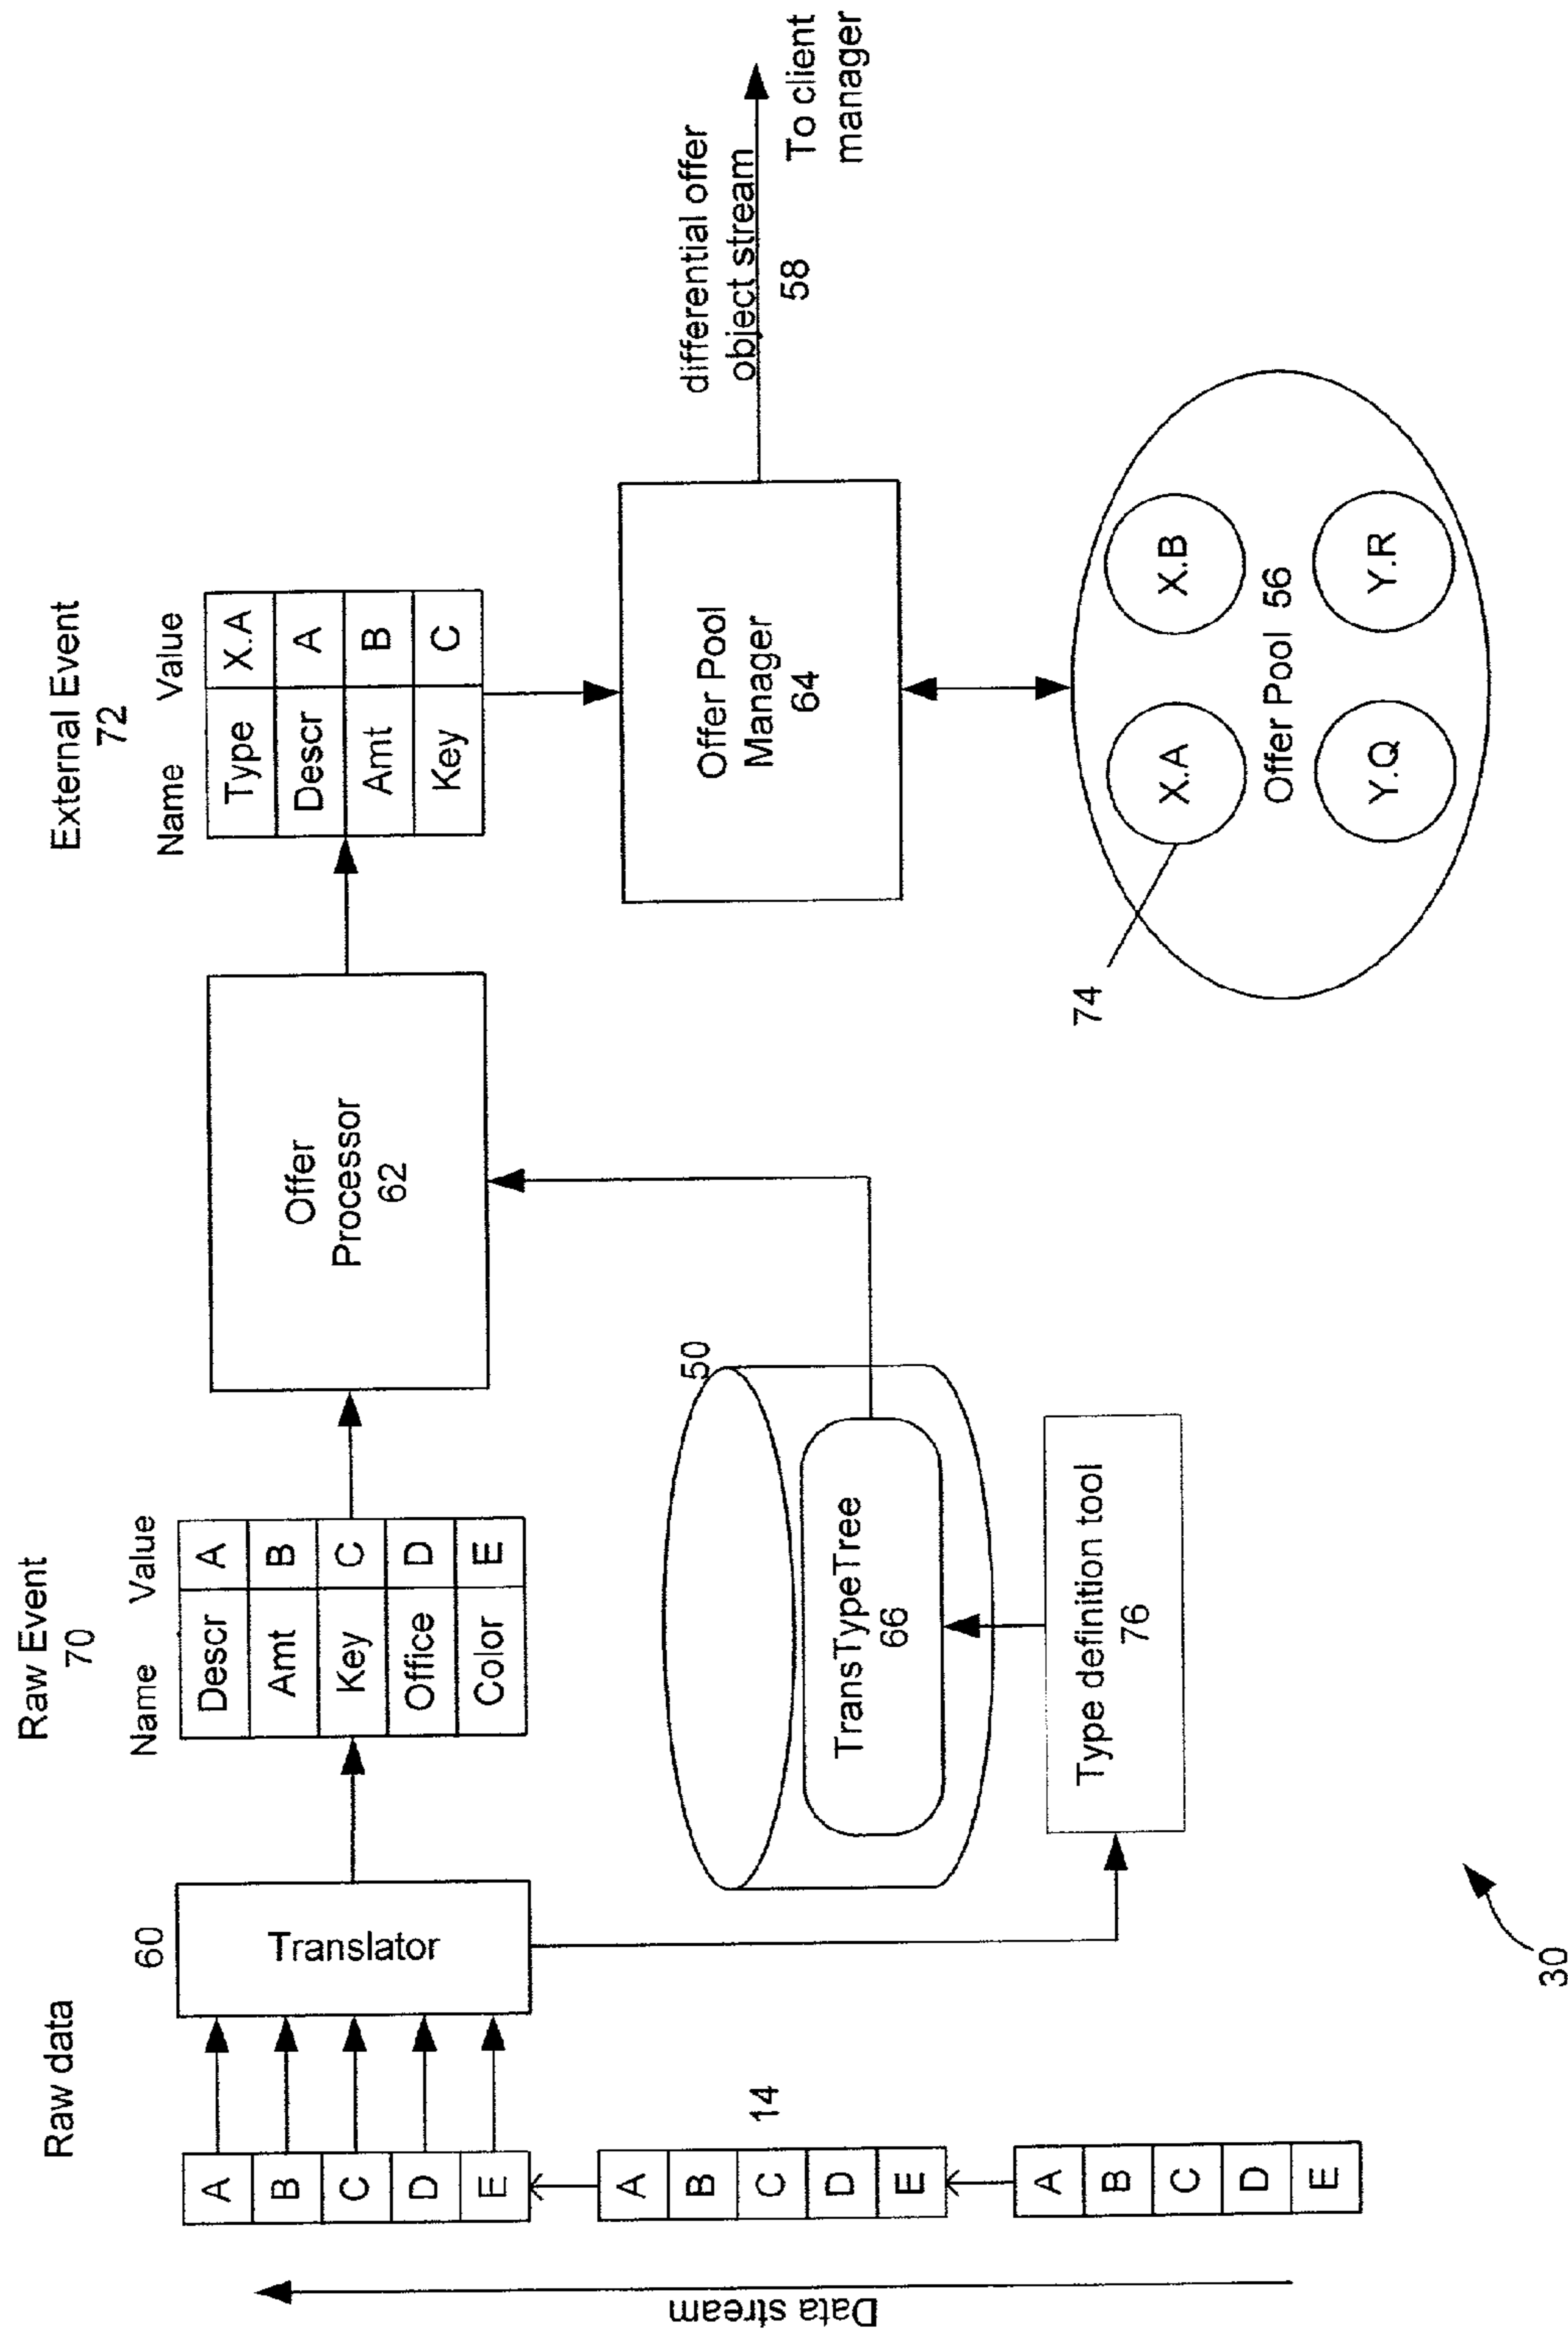 Raw data
A
B
C
D
E
14
A
B
C
D
E
A
B
C
D
E
Data stream
60
Translator
Raw Event
70
Name Value
Descr A
Amt B
Key C
Office D
Color E
50
TransTypeTree
66
Type definition tool
76
Offer
Processor
62
External Event
72
Name Value
Type X.A
Descr A
Amt B
Key C
Offer Pool
Manager
64
differential offer
object stream
58
To client
manager
74
X.A
X.B
Offer Pool 56
Y.Q
Y.R
30